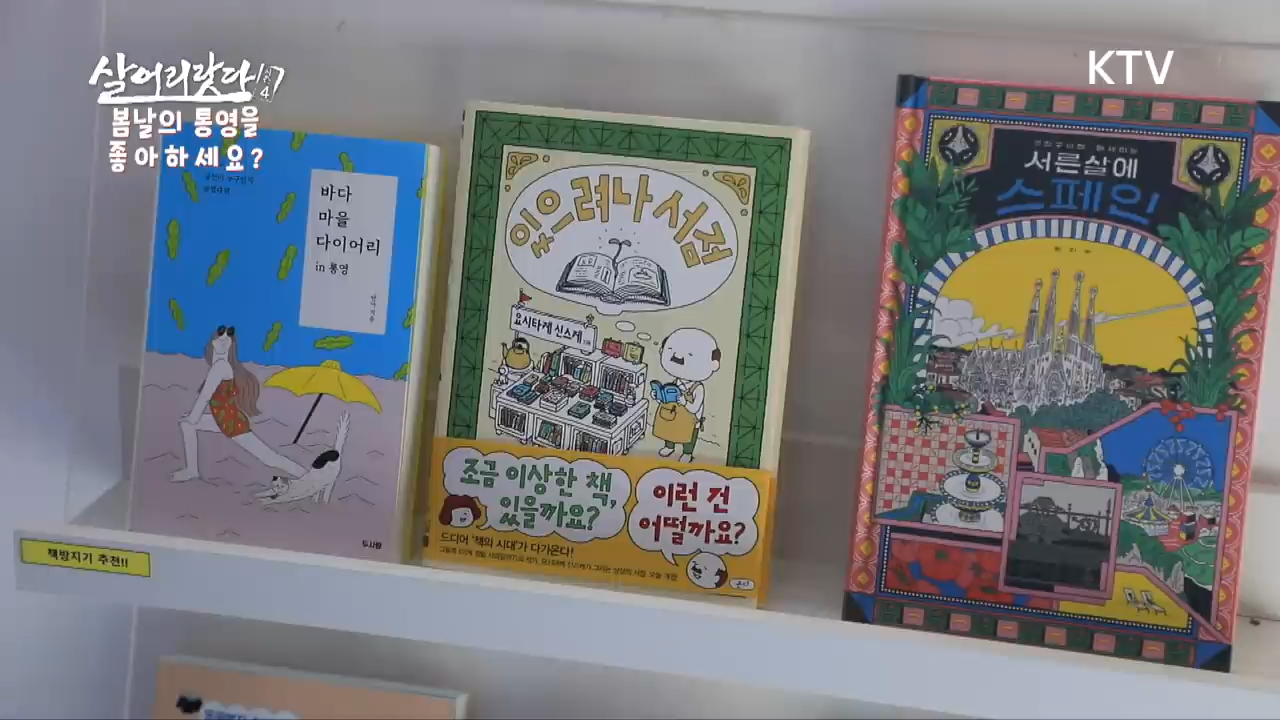 살어리랏다
시즌4
봄날의 통영을
좋아하세요?
KTV
바다
마을
다이어리
in 통영
두사람
있으려나 서점
요시타케 신스케
조금 이상한 책,
있을까요?
이런 건
어떨까요?
드디어 '책의 시대'가 다가온다!
서른살에
스페인
책방지기 추천!!